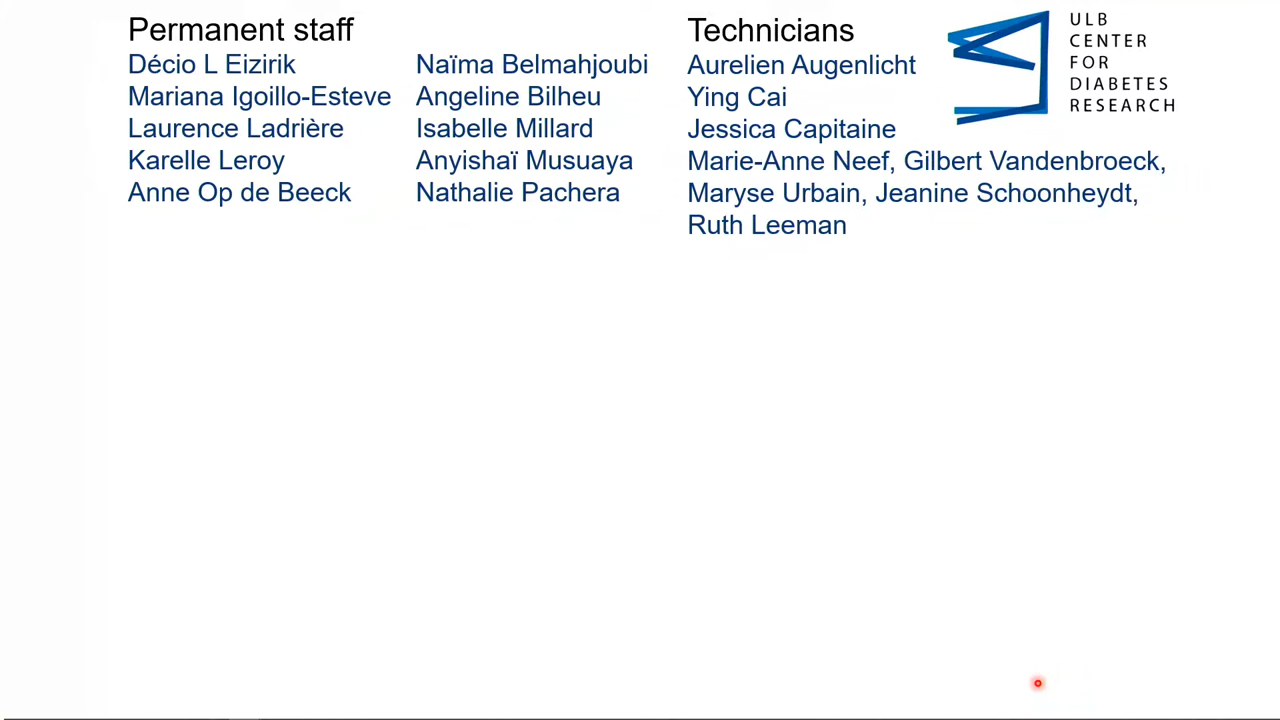 Permanent staff
Décio L Eizirik
Mariana Igoillo-Esteve
Laurence Ladrière
Karelle Leroy
Anne Op de Beeck
Naïma Belmahjoubi
Angeline Bilheu
Isabelle Millard
Anyishaï Musuaya
Nathalie Pachera
Technicians
Aurelien Augenlicht
Ying Cai
Jessica Capitaine
Marie-Anne Neef, Gilbert Vandenbroeck,
Maryse Urbain, Jeanine Schoonheydt,
Ruth Leeman
ULB
CENTER
FOR
DIABETES
RESEARCH